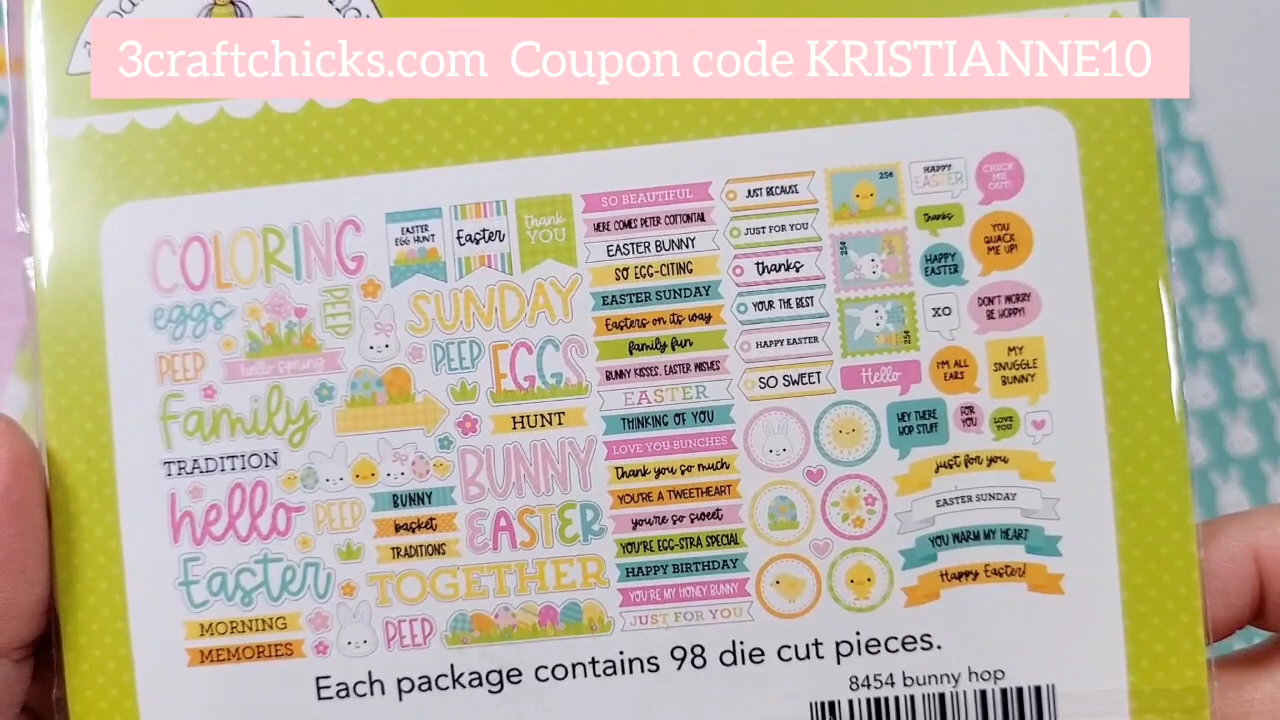 3craftchicks.com Coupon code KRISTIANNE10
COLORING
eggs
PEEP
PEEP
hello spring
Family
TRADITION
hello
PEEP
Easter
MORNING
MEMORIES
PEEP
EASTER
EGG HUNT
Easter
thank
YOU
SUNDAY
PEEP
EGGS
HUNT
BUNNY
BUNNY
basket
TRADITIONS
EASTER
TOGETHER
SO BEAUTIFUL
HERE COMES PETER COTTONTAIL
EASTER BUNNY
SO EGG-CITING
EASTER SUNDAY
Easters on its way
family fun
BUNNY KISSES, EASTER WISHES
EASTER
THINKING OF YOU
LOVE YOU BUNCHES
thank you so much
YOU'RE A TWEETHEART
you're so sweet
YOU'RE EGG-STRA SPECIAL
HAPPY BIRTHDAY
YOU'RE MY HONEY BUNNY
JUST FOR YOU
JUST BECAUSE
JUST FOR YOU
thanks
YOUR THE BEST
HAPPY EASTER
SO SWEET
25¢
25¢
25¢
HAPPY
EASTER
CHICK
ME
OUT!
thanks
YOU
QUACK
ME UP!
HAPPY
EASTER
XO
DON'T WORRY
BE HOPPY!
Hello
I'M ALL
EARS
MY
SNUGGLE
BUNNY
HEY THERE
HOP STUFF
FOR
YOU
LOVE
YOU
just for you
EASTER SUNDAY
YOU WARM MY HEART
Happy Easter!
Each package contains 98 die cut pieces.
8454 bunny hop